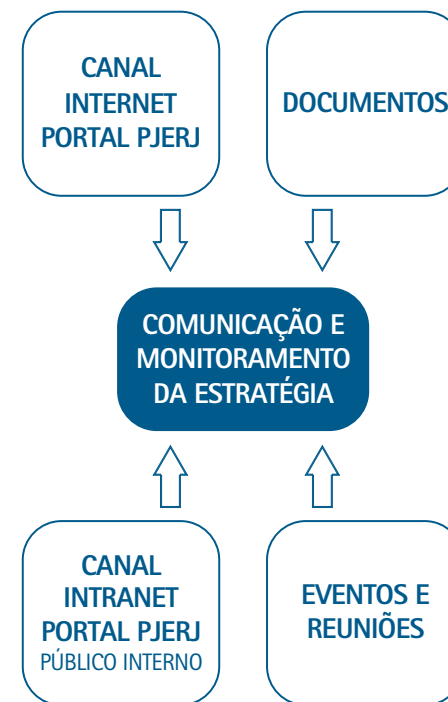 CANAL
INTERNET
PORTAL PJERJ
DOCUMENTOS
COMUNICAÇÃO E
MONITORAMENTO
DA ESTRATÉGIA
CANAL
INTRANET
PORTAL PJERJ
PÚBLICO INTERNO
EVENTOS E
REUNIÕES